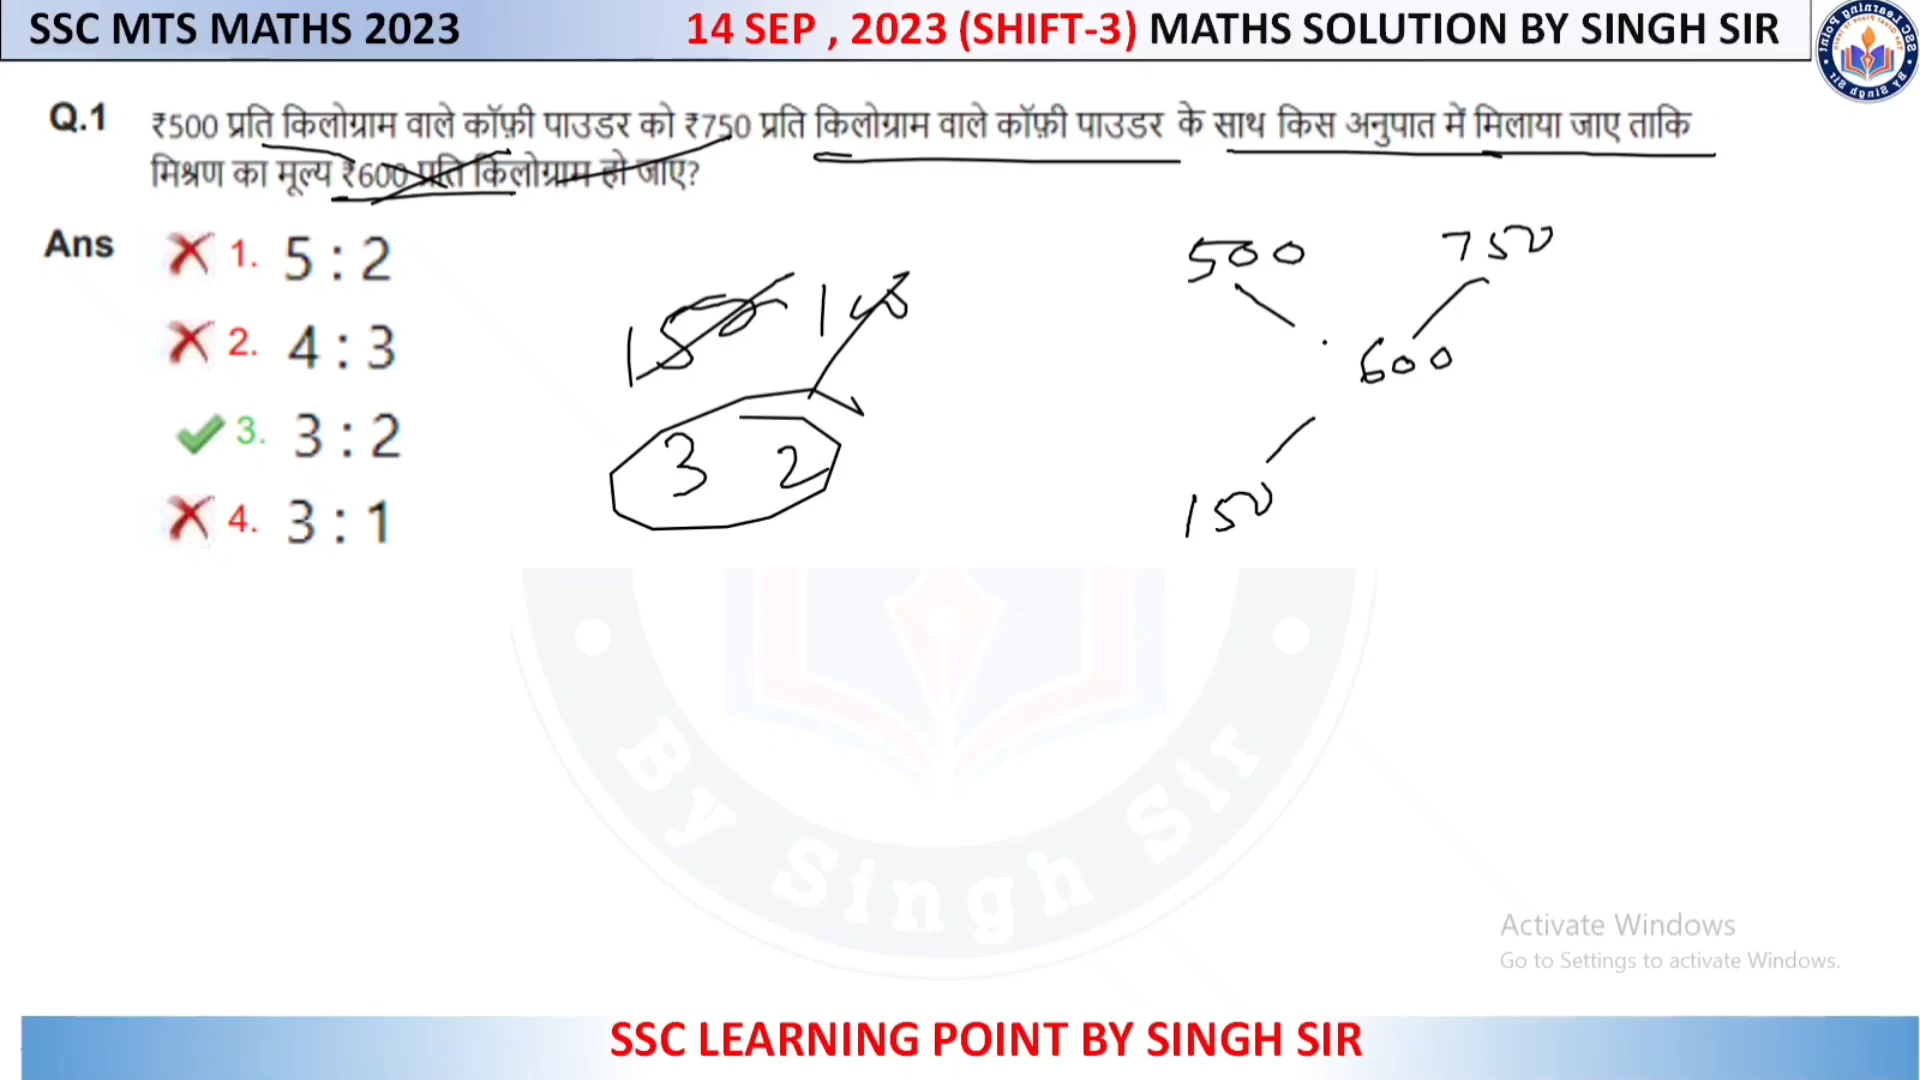 SSC MTS MATHS 2023 14 SEP , 2023 (SHIFT-3) MATHS SOLUTION BY SINGH SIR
Q.1 ₹500 प्रति किलोग्राम वाले कॉफ़ी पाउडर को ₹750 प्रति किलोग्राम वाले कॉफ़ी पाउडर के साथ किस अनुपात में मिलाया जाए ताकि
मिश्रण का मूल्य ₹600 प्रति किलोग्राम हो जाए?
Ans 1. 5 : 2
2. 4 : 3
3. 3 : 2
4. 3 : 1
150
3 2
500 750
600
150
By Singh Sir
Activate Windows
Go to Settings to activate Windows.
SSC LEARNING POINT BY SINGH SIR